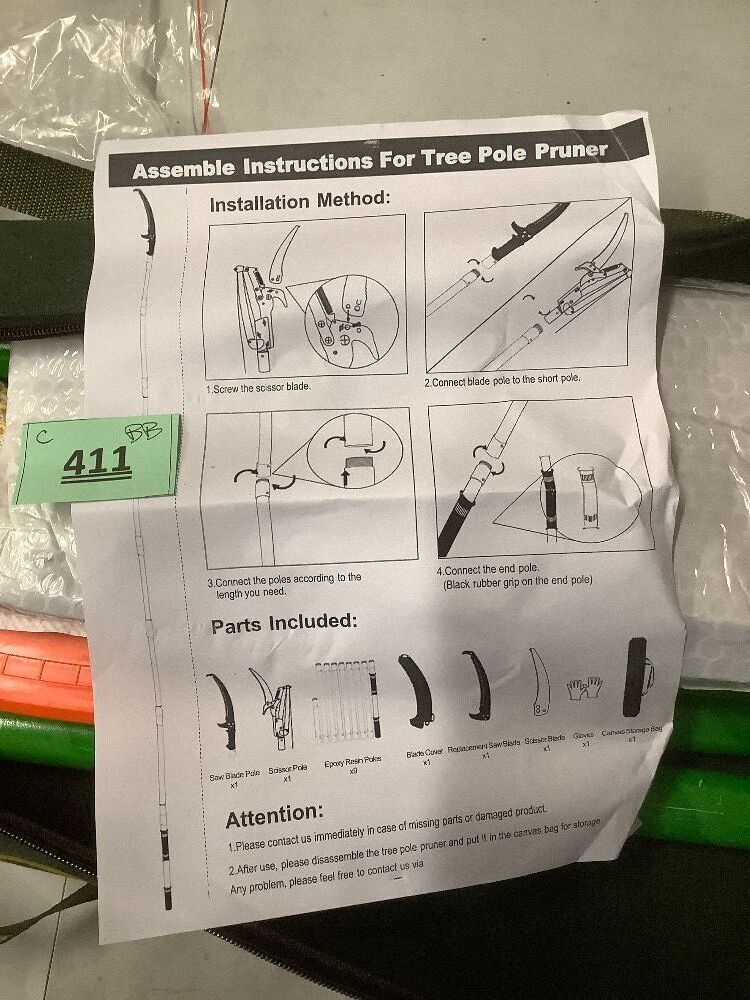 Assemble Instructions For Tree Pole Pruner
Installation Method:
1.Screw the scissor blade.
2.Connect blade pole to the short pole.
C BB
411
3.Connect the poles according to the
length you need.
4.Connect the end pole.
(Black rubber grip on the end pole)
Parts Included:
Saw Blade Pole
x1
Scissor Pole
x1
Epoxy Resin Poles
x9
Blade Cover
x1
Replacement Saw Blade
x1
Scissor Blade
x1
Gloves
x1
Canvas Storage Bag
x1
Attention:
1.Please contact us immediately in case of missing parts or damaged product.
2.After use, please disassemble the tree pole pruner and put it in the canvas bag for storage.
Any problem, please feel free to contact us via